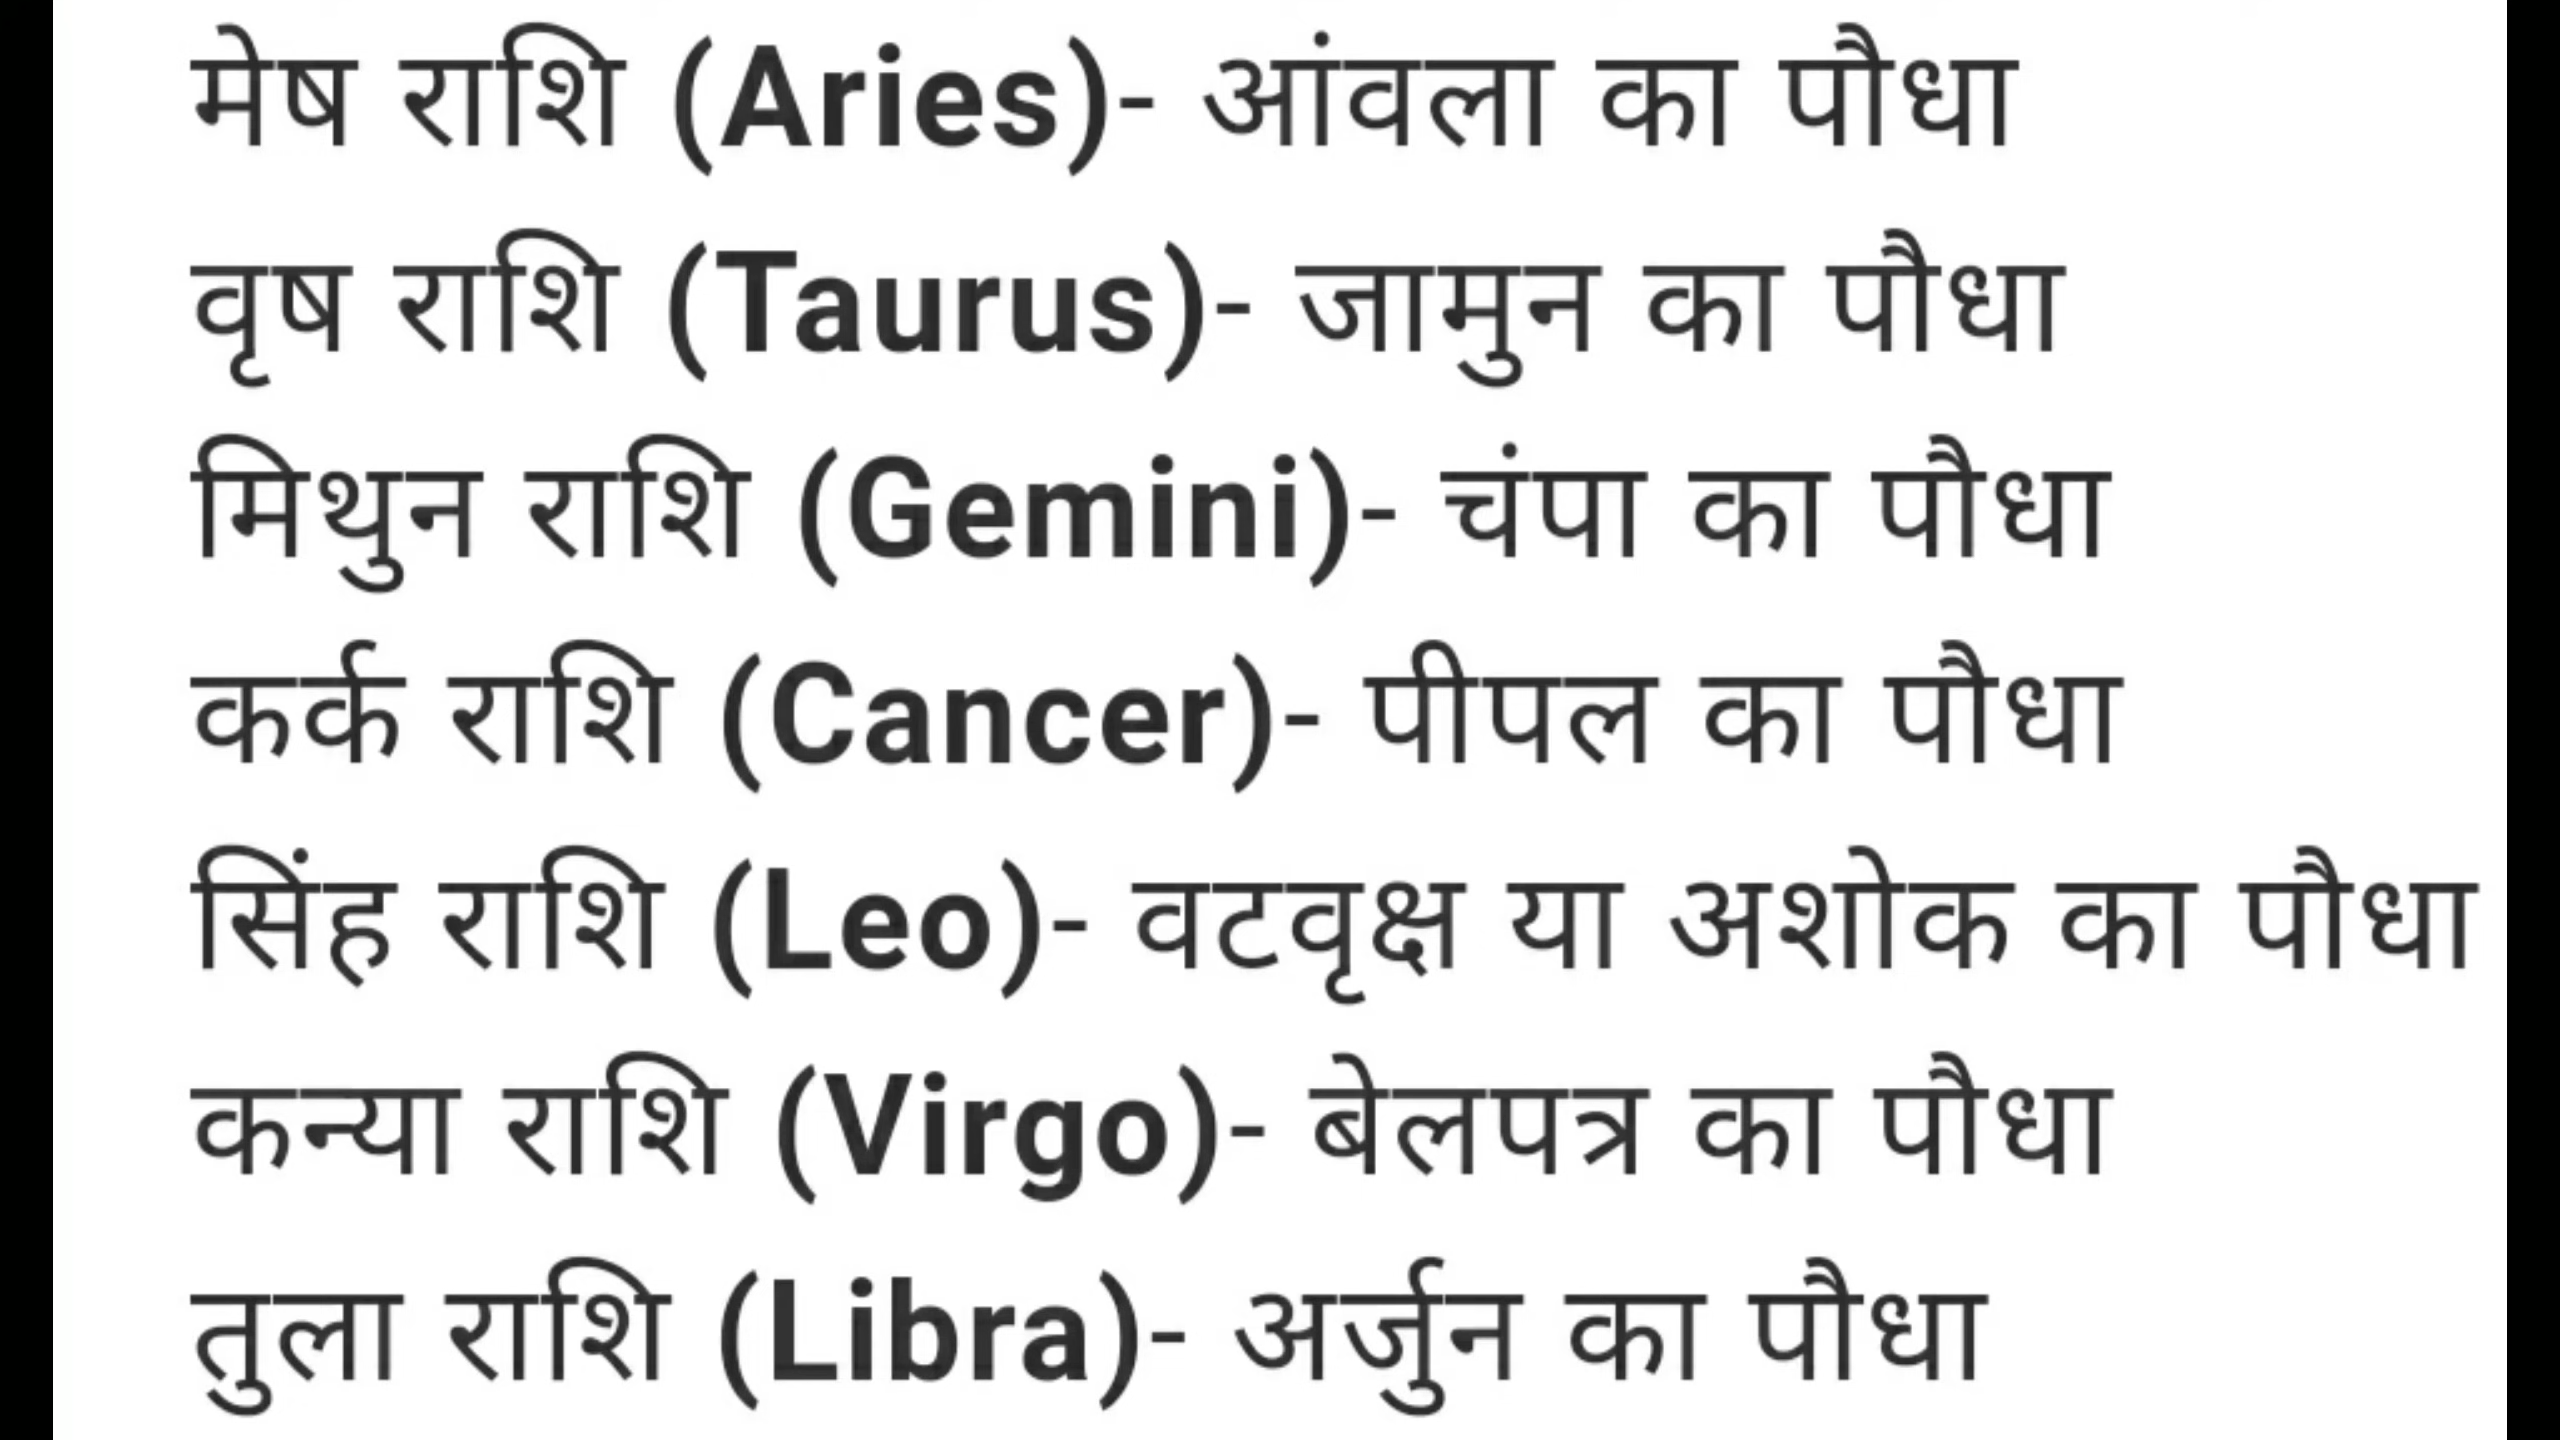 मेष राशि (Aries)- आंवला का पौधा
वृष राशि (Taurus)- जामुन का पौधा
मिथुन राशि (Gemini)- चंपा का पौधा
कर्क राशि (Cancer)- पीपल का पौधा
सिंह राशि (Leo)- वटवृक्ष या अशोक का पौधा
कन्या राशि (Virgo)- बेलपत्र का पौधा
तुला राशि (Libra)- अर्जुन का पौधा